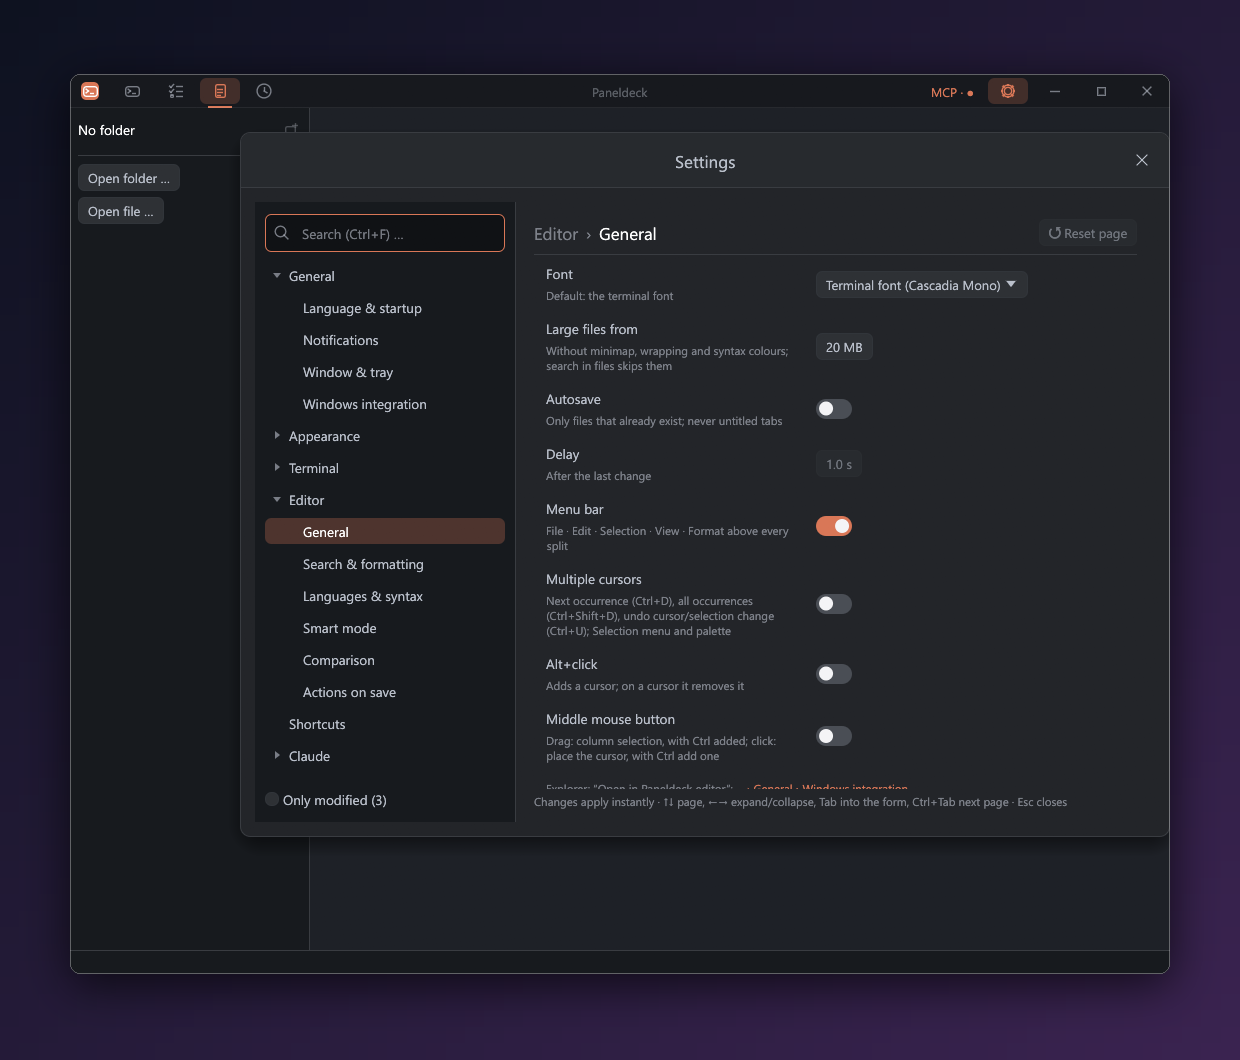 Paneldeck
MCP · ●
No folder
Open folder ...
Open file ...
Settings
Search (Ctrl+F) ...
General
Language & startup
Notifications
Window & tray
Windows integration
Appearance
Terminal
Editor
General
Search & formatting
Languages & syntax
Smart mode
Comparison
Actions on save
Shortcuts
Claude
Only modified (3)
Editor › General
Reset page
Font
Default: the terminal font
Terminal font (Cascadia Mono)
Large files from
Without minimap, wrapping and syntax colours;
search in files skips them
20 MB
Autosave
Only files that already exist; never untitled tabs
Delay
After the last change
1.0 s
Menu bar
File · Edit · Selection · View · Format above every
split
Multiple cursors
Next occurrence (Ctrl+D), all occurrences
(Ctrl+Shift+D), undo cursor/selection change
(Ctrl+U); Selection menu and palette
Alt+click
Adds a cursor; on a cursor it removes it
Middle mouse button
Drag: column selection, with Ctrl added; click:
place the cursor, with Ctrl add one
Explorer: "Open in Paneldeck editor": → General · Windows integration
Changes apply instantly · ↑↓ page, ←→ expand/collapse, Tab into the form, Ctrl+Tab next page · Esc closes